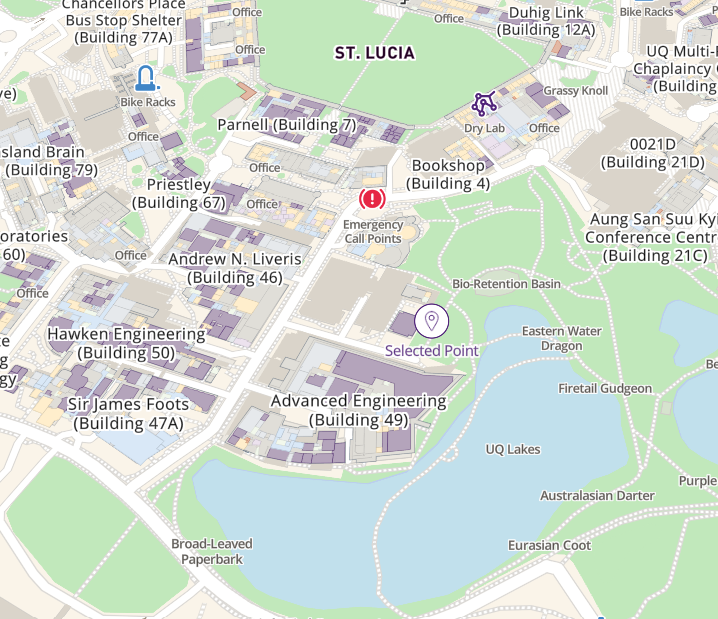 Chancellors Place
Bus Stop Shelter
(Building 77A)
Office
Office
Duhig Link
(Building 12A)
Bike Racks
ST. LUCIA
UQ Multi-
Chaplaincy
(Building
Bike Racks
Grassy Knoll
Office
Parnell (Building 7)
Dry Lab
Office
0021D
(Building 21D)
Brain
(Building 79)
Office
Bookshop
(Building 4)
Priestley
(Building 67)
Office
Emergency
Call Points
Aung San Suu Kyi
Conference Centr
(Building 21C)
oratories
60)
Office
Andrew N. Liveris
(Building 46)
Bio-Retention Basin
Office
Hawken Engineering
(Building 50)
Selected Point
Eastern Water
Dragon
Firetail Gudgeon
Be
Sir James Foots
(Building 47A)
Advanced Engineering
(Building 49)
UQ Lakes
Purple
Australasian Darter
Broad-Leaved
Paperbark
Eurasian Coot